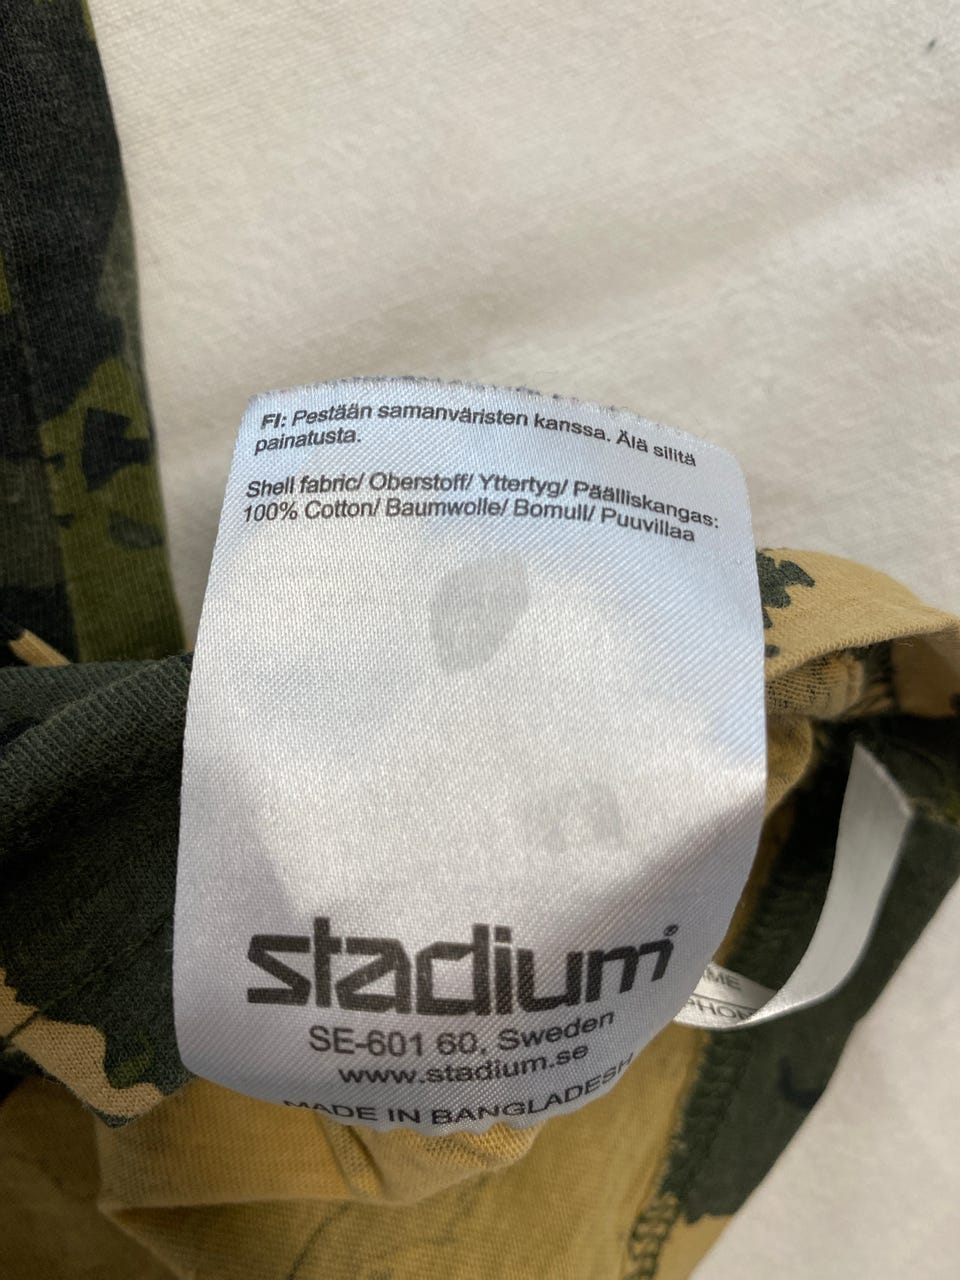 FI: Pestään samanväristen kanssa. Älä silitä
painatusta.
Shell fabric/ Oberstoff/ Yttertyg/ Päälliskangas:
100% Cotton/ Baumwolle/ Bomull/ Puuvillaa
stadium®
SE-601 60, Sweden
www.stadium.se
MADE IN BANGLADESH